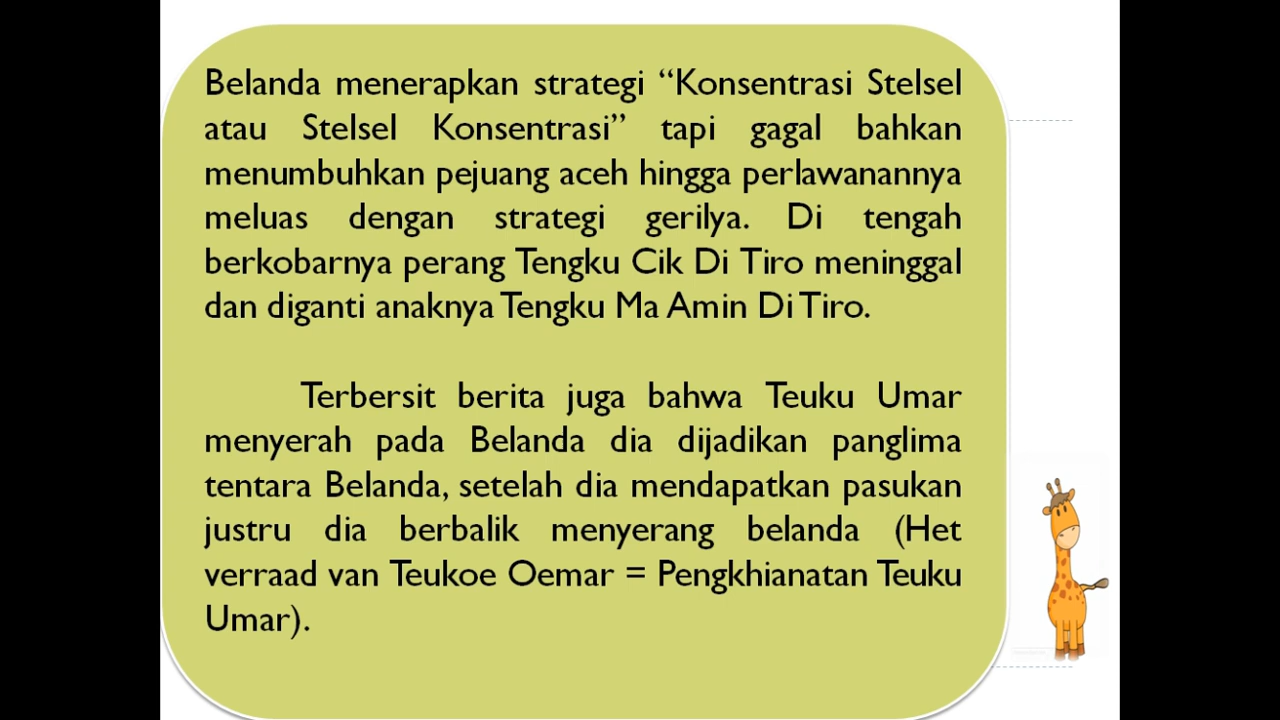 Belanda menerapkan strategi “Konsentrasi Stelsel
atau Stelsel Konsentrasi” tapi gagal bahkan
menumbuhkan pejuang aceh hingga perlawanannya
meluas dengan strategi gerilya. Di tengah
berkobarnya perang Tengku Cik Di Tiro meninggal
dan diganti anaknya Tengku Ma Amin Di Tiro.
Terbersit berita juga bahwa Teuku Umar
menyerah pada Belanda dia dijadikan panglima
tentara Belanda, setelah dia mendapatkan pasukan
justru dia berbalik menyerang belanda (Het
verraad van Teukoe Oemar = Pengkhianatan Teuku
Umar).